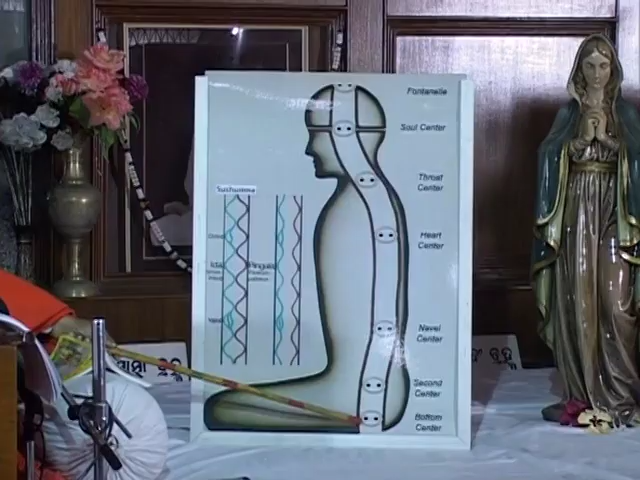 Fontanelle
Soul Center
Throat
Center
Sushumna
Heart
Center
Ida
Pingala
Navel
Center
Second
Center
Bottom
Center